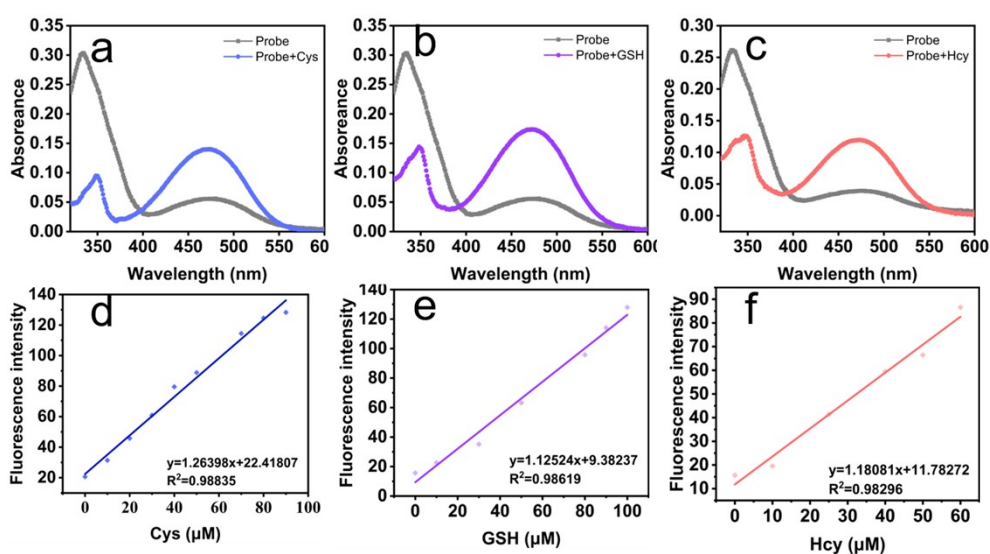 a
Probe
Probe+Cys
Absoreance
0.30
0.25
0.20
0.15
0.10
0.05
0.00
350 400 450 500 550 600
Wavelength (nm)
b
Probe
Probe+GSH
Absoreance
0.30
0.25
0.20
0.15
0.10
0.05
0.00
350 400 450 500 550 600
Wavelength (nm)
c
Probe
Probe+Hcy
Absoreance
0.30
0.25
0.20
0.15
0.10
0.05
0.00
350 400 450 500 550 600
Wavelength (nm)
d
Fluorescence intensity
140
120
100
80
60
40
20
y=1.26398x+22.41807
R²=0.98835
0 20 40 60 80 100
Cys (μM)
e
Fluorescence intensity
140
120
100
80
60
40
20
0
y=1.12524x+9.38237
R²=0.98619
0 20 40 60 80 100
GSH (μM)
f
Fluorescence intensity
90
80
70
60
50
40
30
20
10
y=1.18081x+11.78272
R²=0.98296
0 10 20 30 40 50 60
Hcy (μM)